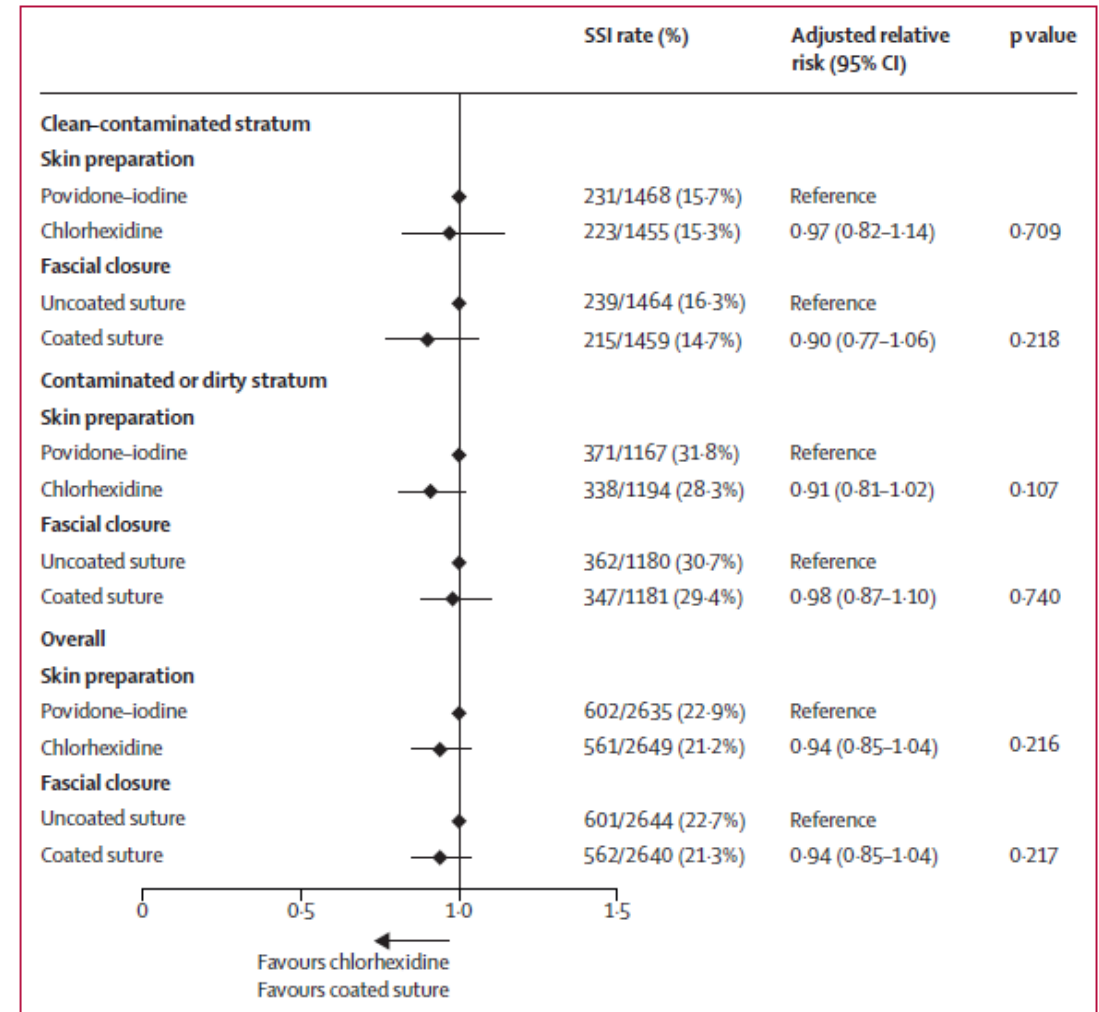 SSI rate (%) Adjusted relative risk (95% CI) p value
Clean–contaminated stratum
Skin preparation
Povidone–iodine 231/1468 (15·7%) Reference
Chlorhexidine 223/1455 (15·3%) 0·97 (0·82–1·14) 0·709
Fascial closure
Uncoated suture 239/1464 (16·3%) Reference
Coated suture 215/1459 (14·7%) 0·90 (0·77–1·06) 0·218
Contaminated or dirty stratum
Skin preparation
Povidone–iodine 371/1167 (31·8%) Reference
Chlorhexidine 338/1194 (28·3%) 0·91 (0·81–1·02) 0·107
Fascial closure
Uncoated suture 362/1180 (30·7%) Reference
Coated suture 347/1181 (29·4%) 0·98 (0·87–1·10) 0·740
Overall
Skin preparation
Povidone–iodine 602/2635 (22·9%) Reference
Chlorhexidine 561/2649 (21·2%) 0·94 (0·85–1·04) 0·216
Fascial closure
Uncoated suture 601/2644 (22·7%) Reference
Coated suture 562/2640 (21·3%) 0·94 (0·85–1·04) 0·217
0 0·5 1·0 1·5
Favours chlorhexidine
Favours coated suture